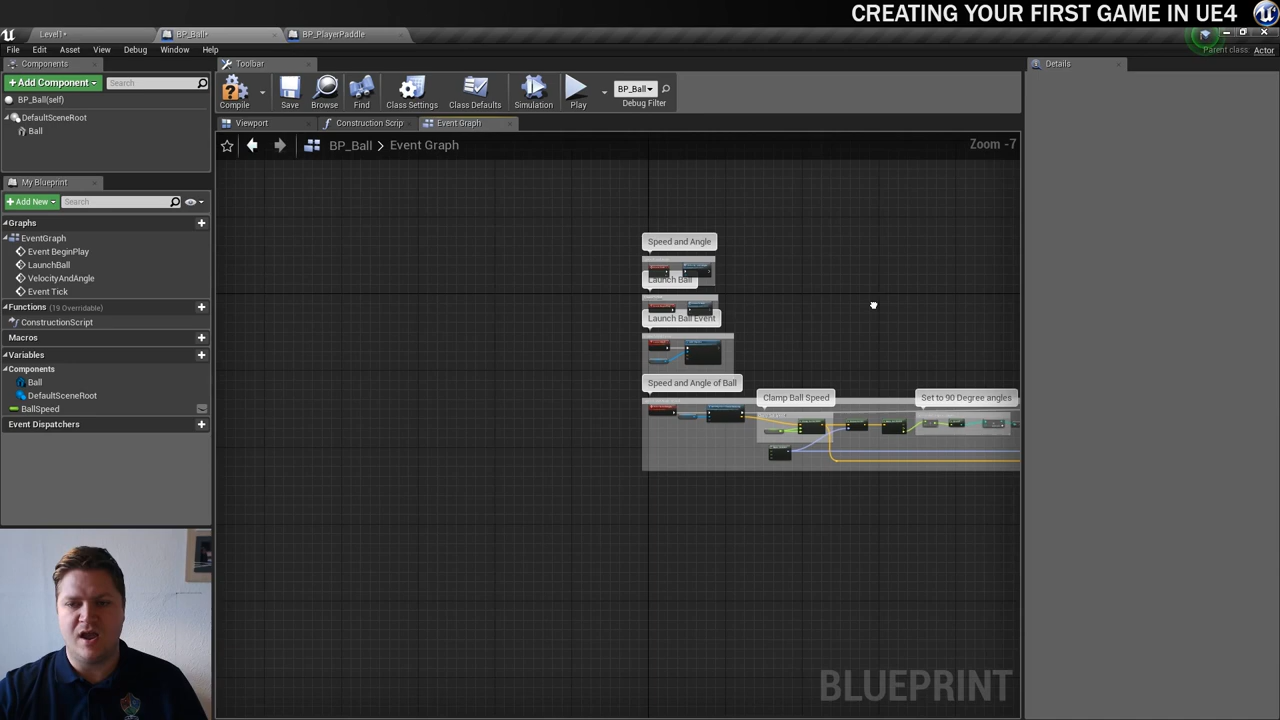 CREATING YOUR FIRST GAME IN UE4
Level1*
BP_Ball*
BP_PlayerPaddle
File Edit Asset View Debug Window Help
Parent class: Actor
Components
Toolbar
Details
+Add Component
Search
BP_Ball(self)
DefaultSceneRoot
Ball
Compile
Save
Browse
Find
Class Settings
Class Defaults
Simulation
Play
BP_Ball
Debug Filter
Viewport
Construction Scrip
Event Graph
BP_Ball > Event Graph
Zoom -7
My Blueprint
+Add New
Search
Graphs
EventGraph
Event BeginPlay
LaunchBall
VelocityAndAngle
Event Tick
Functions (19 Overridable)
ConstructionScript
Macros
Variables
Components
Ball
DefaultSceneRoot
BallSpeed
Event Dispatchers
Speed and Angle
Launch Ball
Launch Ball Event
Speed and Angle of Ball
Clamp Ball Speed
Set to 90 Degree angles
BLUEPRINT